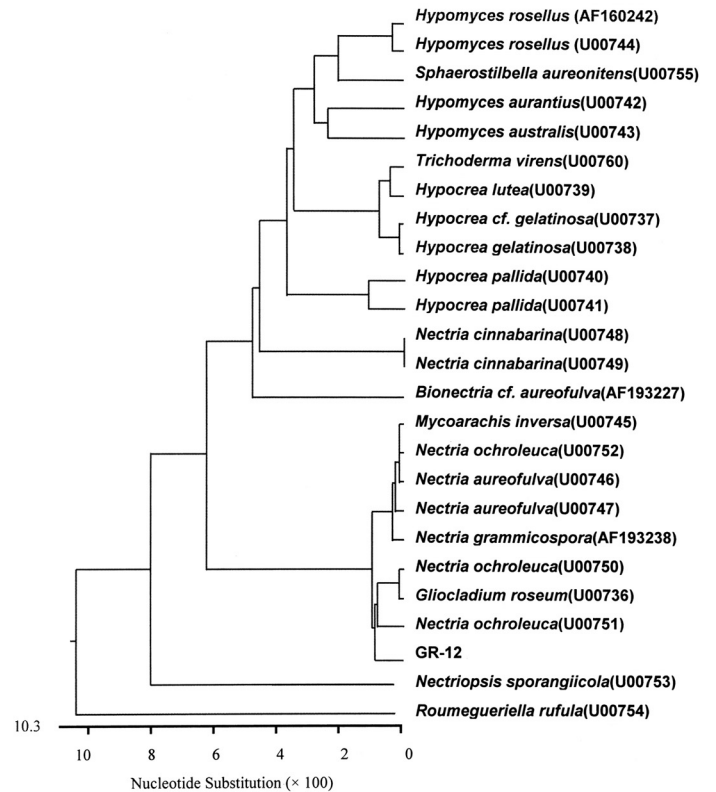 Hypomyces rosellus (AF160242)
Hypomyces rosellus (U00744)
Sphaerostilbella aureonitens(U00755)
Hypomyces aurantius(U00742)
Hypomyces australis(U00743)
Trichoderma virens(U00760)
Hypocrea lutea(U00739)
Hypocrea cf. gelatinosa(U00737)
Hypocrea gelatinosa(U00738)
Hypocrea pallida(U00740)
Hypocrea pallida(U00741)
Nectria cinnabarina(U00748)
Nectria cinnabarina(U00749)
Bionectria cf. aureofulva(AF193227)
Mycoarachis inversa(U00745)
Nectria ochroleuca(U00752)
Nectria aureofulva(U00746)
Nectria aureofulva(U00747)
Nectria grammicospora(AF193238)
Nectria ochroleuca(U00750)
Gliocladium roseum(U00736)
Nectria ochroleuca(U00751)
GR-12
Nectriopsis sporangiicola(U00753)
Roumegueriella rufula(U00754)
10.3
10 8 6 4 2 0
Nucleotide Substitution (× 100)